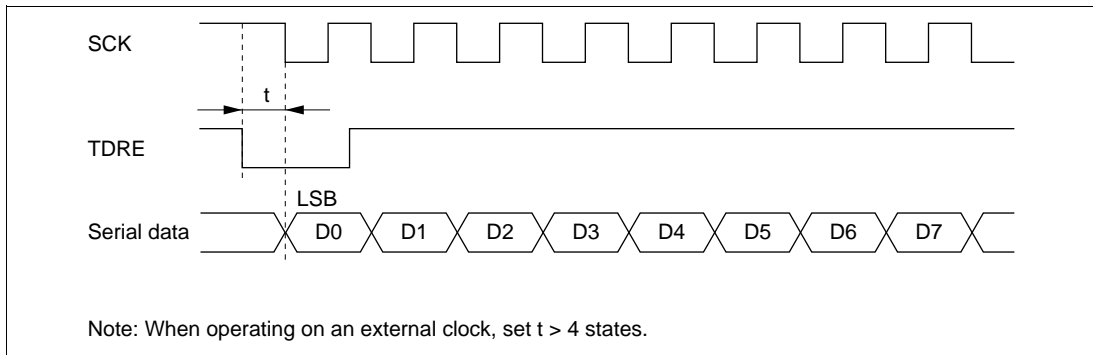 SCK
t
TDRE
LSB
Serial data D0 D1 D2 D3 D4 D5 D6 D7
Note: When operating on an external clock, set t > 4 states.